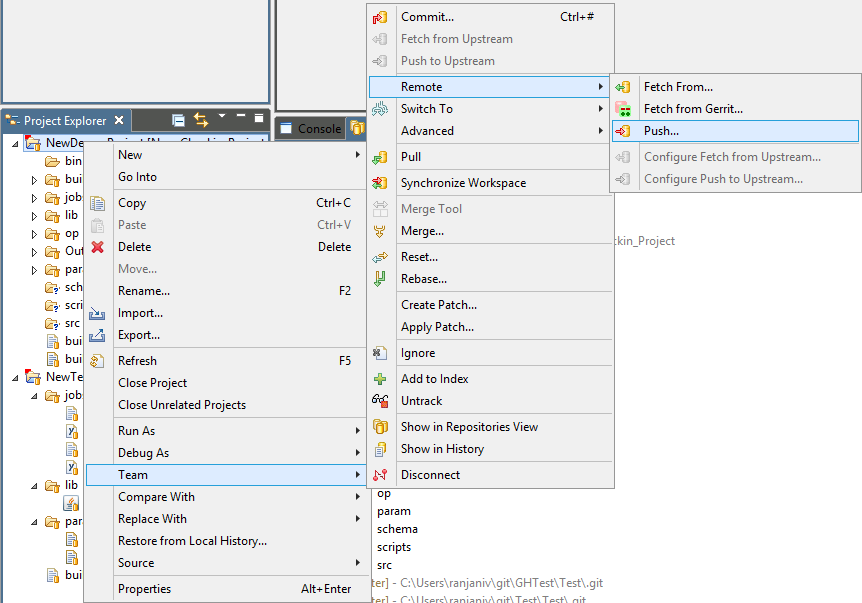 Project Explorer
Console
NewDe
Project [New_Checkin_Project
bin
bui
jobs
lib
op
Out
par
sch
scri
src
bui
bui
NewTe
jobs
lib
par
bui
New
Go Into
Copy Ctrl+C
Paste Ctrl+V
Delete Delete
Move...
Rename... F2
Import...
Export...
Refresh F5
Close Project
Close Unrelated Projects
Run As
Debug As
Team
Compare With
Replace With
Restore from Local History...
Source
Properties Alt+Enter
Commit... Ctrl+#
Fetch from Upstream
Push to Upstream
Remote
Switch To
Advanced
Pull
Synchronize Workspace
Merge Tool
Merge...
Reset...
Rebase...
Create Patch...
Apply Patch...
Ignore
Add to Index
Untrack
Show in Repositories View
Show in History
Disconnect
Fetch From...
Fetch from Gerrit...
Push...
Configure Fetch from Upstream...
Configure Push to Upstream...
ckin_Project
op
param
schema
scripts
src
ter] - C:\Users\ranjaniv\git\GHTest\Test\.git
ter] - C:\Users\ranjaniv\git\Test\Test\.git